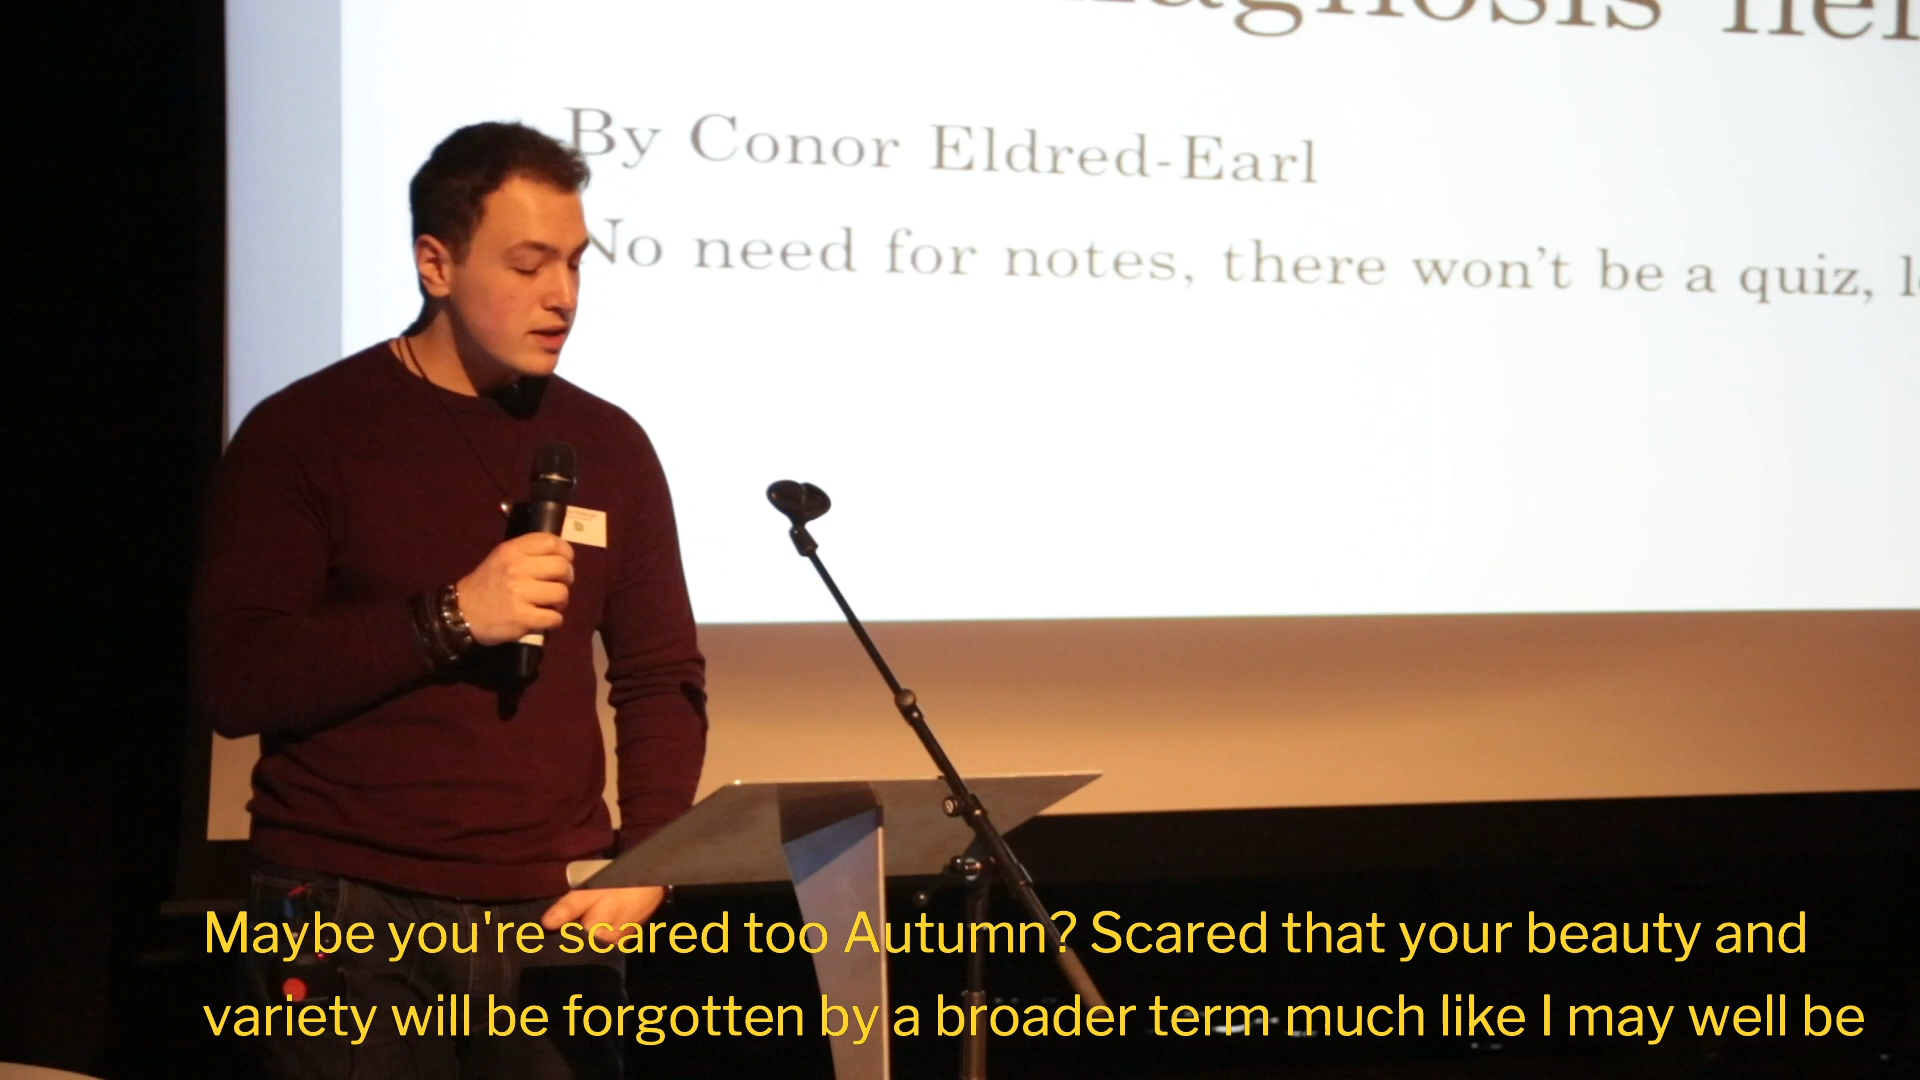 By Conor Eldred-Earl
No need for notes, there won't be a quiz,
Maybe you're scared too Autumn? Scared that your beauty and
variety will be forgotten by a broader term much like I may well be